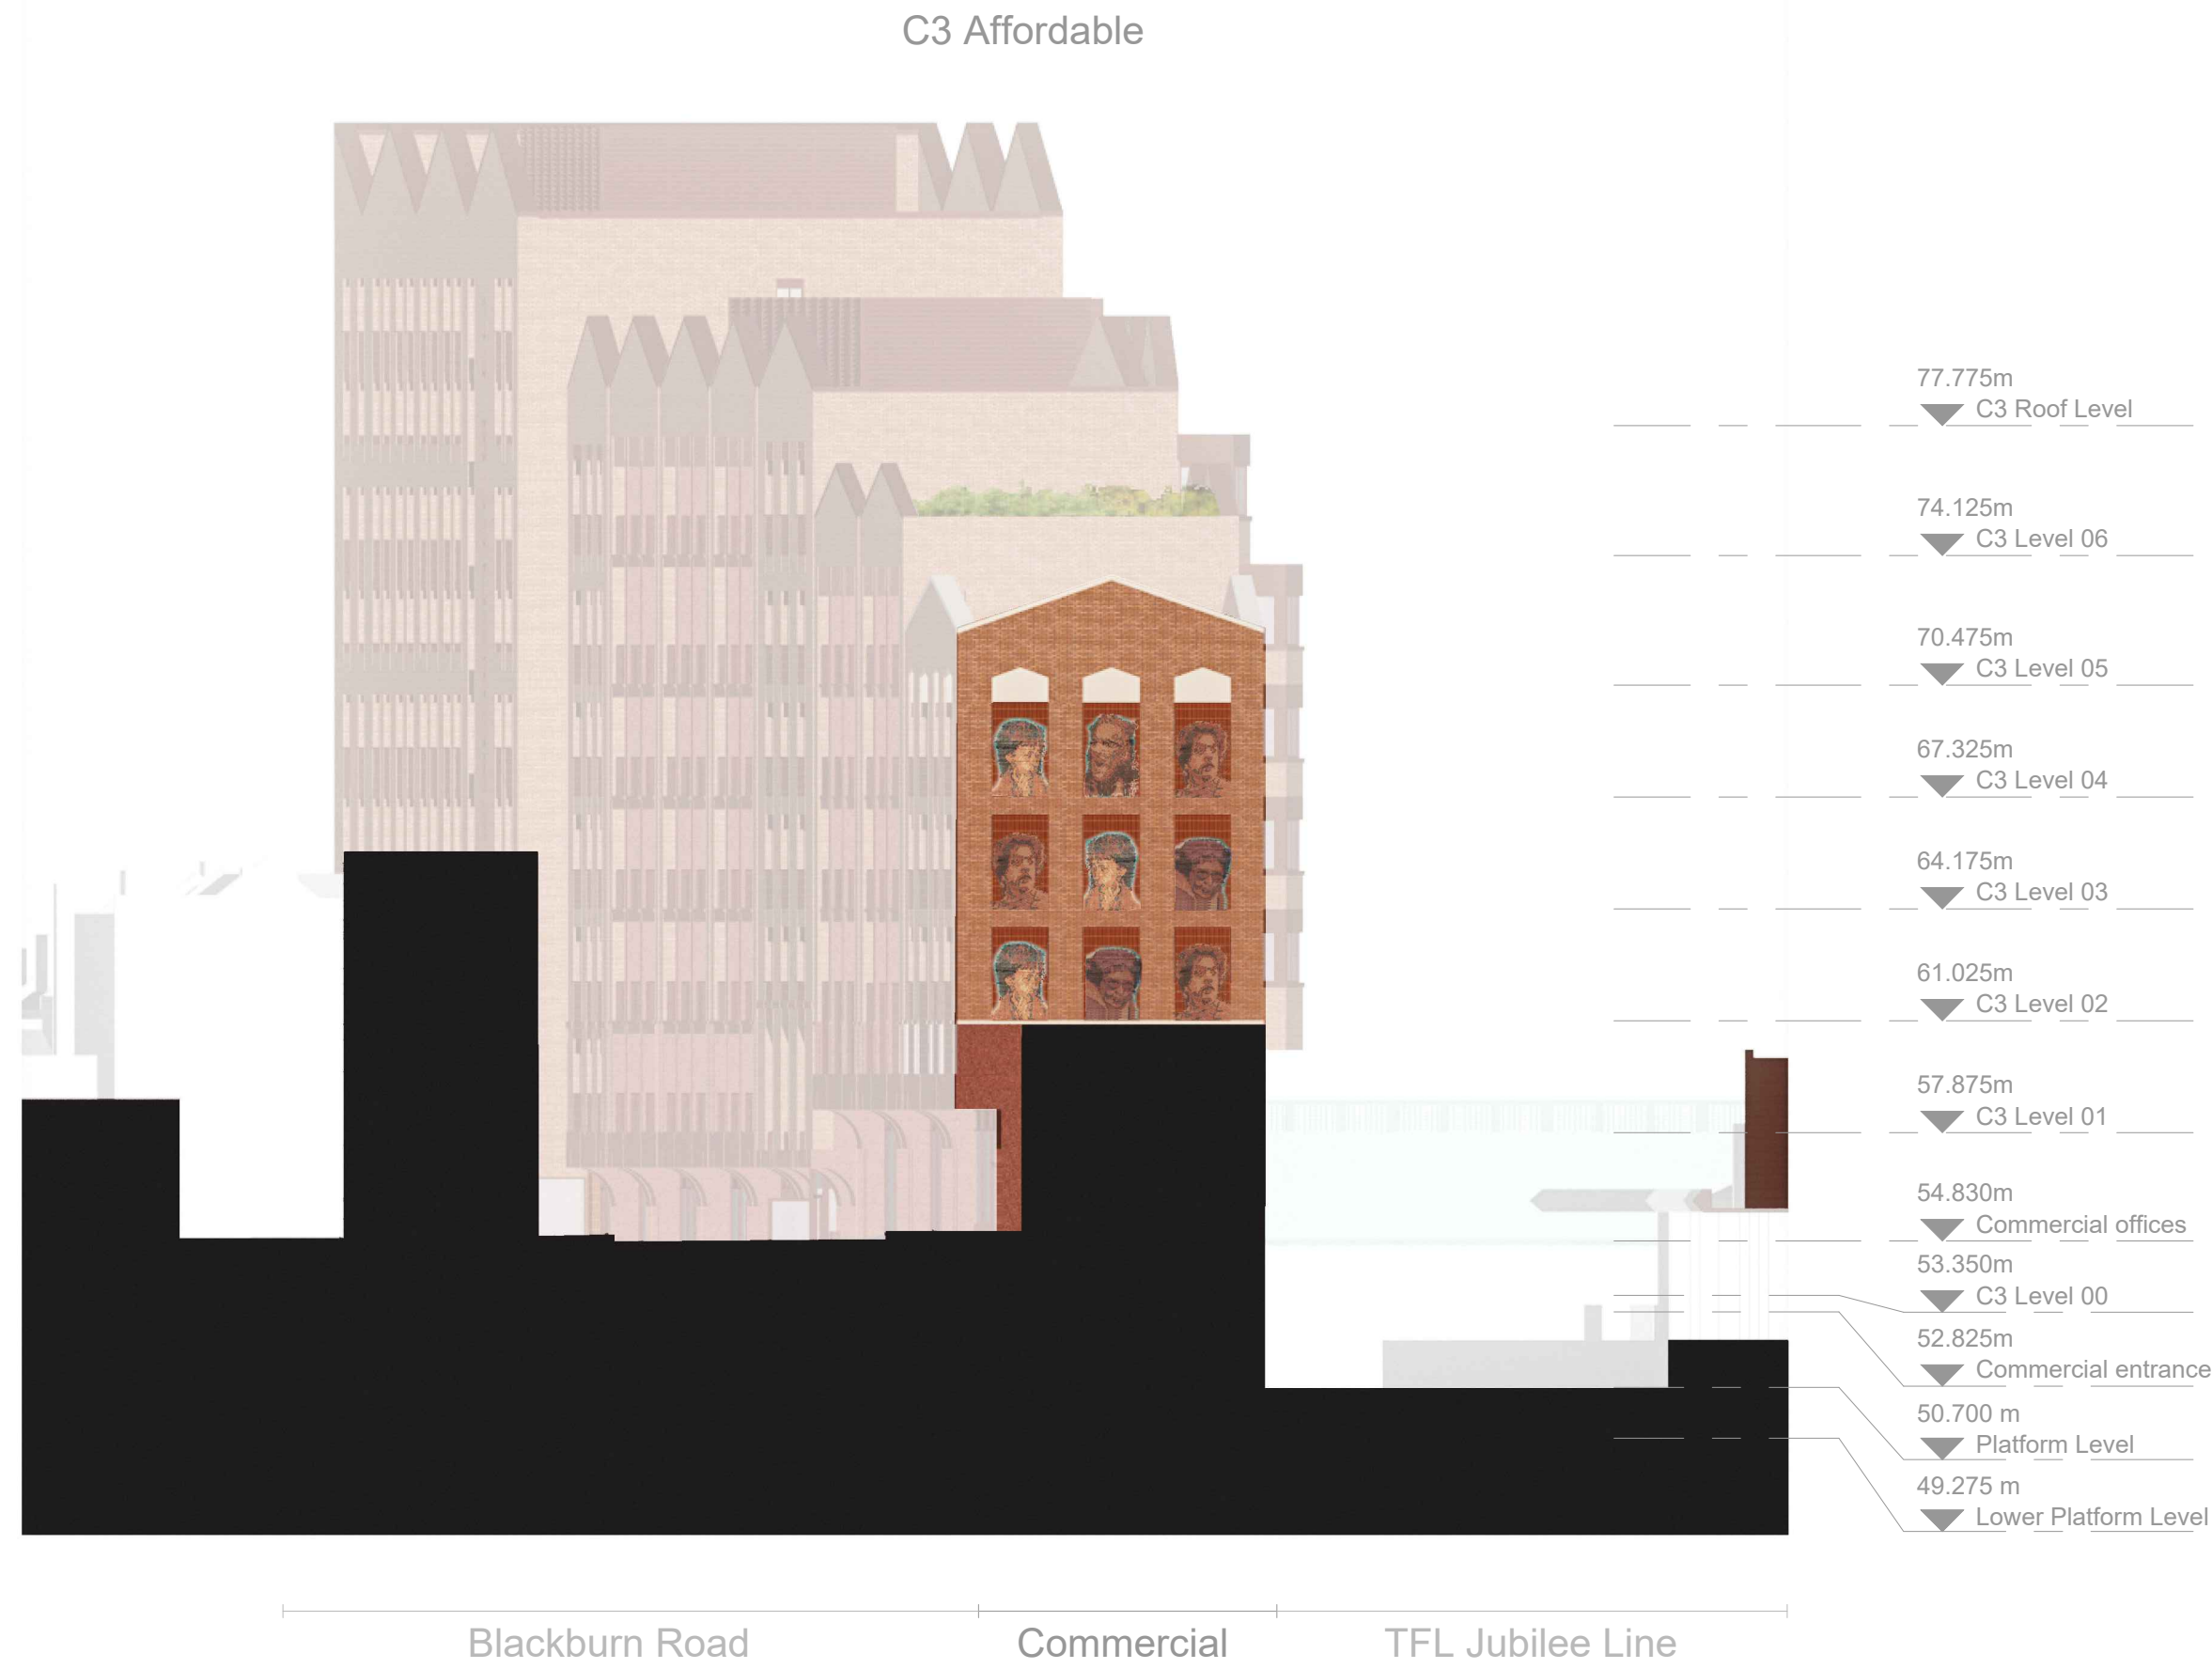 C3 Affordable
77.775m
C3 Roof Level
74.125m
C3 Level 06
70.475m
C3 Level 05
67.325m
C3 Level 04
64.175m
C3 Level 03
61.025m
C3 Level 02
57.875m
C3 Level 01
54.830m
Commercial offices
53.350m
C3 Level 00
52.825m
Commercial entrance
50.700 m
Platform Level
49.275 m
Lower Platform Level
Blackburn Road
Commercial
TFL Jubilee Line